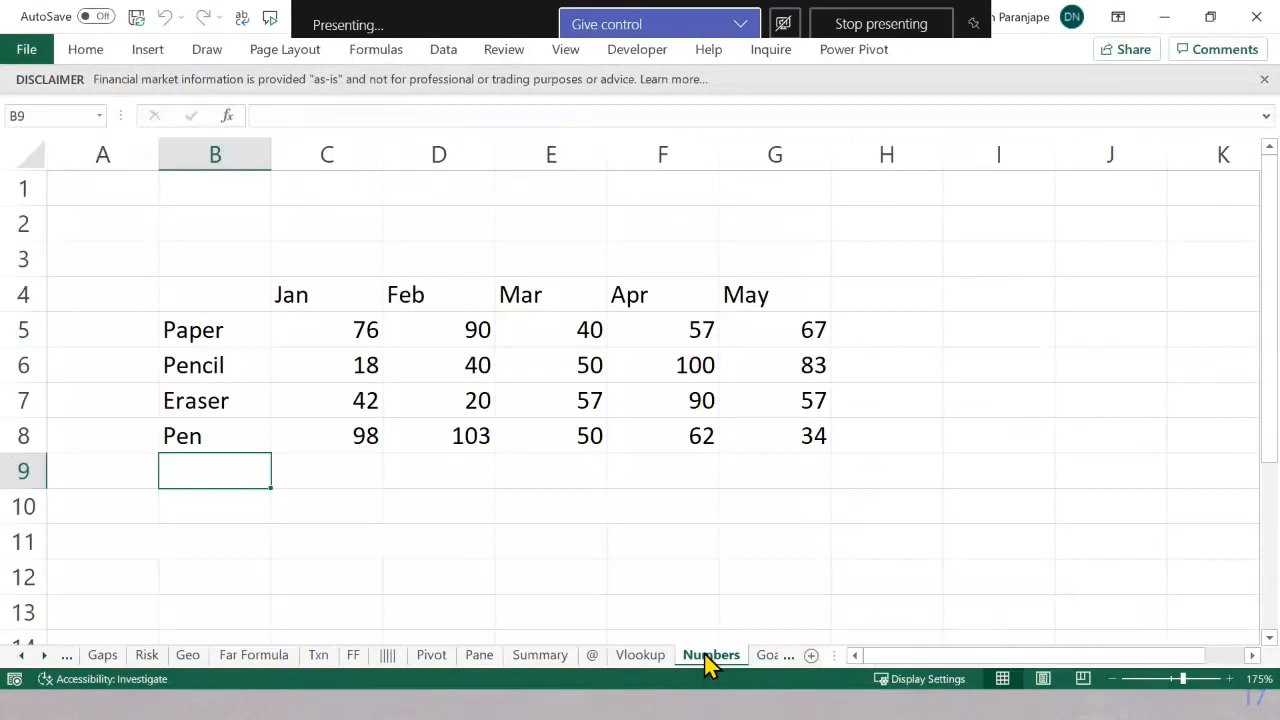 AutoSave Off Presenting... Give control Stop presenting Paranjape DN
File Home Insert Draw Page Layout Formulas Data Review View Developer Help Inquire Power Pivot Share Comments
DISCLAIMER Financial market information is provided "as-is" and not for professional or trading purposes or advice. Learn more...
B9 fx
A B C D E F G H I J K
1
2
3
4 Jan Feb Mar Apr May
5 Paper 76 90 40 57 67
6 Pencil 18 40 50 100 83
7 Eraser 42 20 57 90 57
8 Pen 98 103 50 62 34
9
10
11
12
13
14
... Gaps Risk Geo Far Formula Txn FF ||||| Pivot Pane Summary @ Vlookup Numbers Goa ...
Accessibility: Investigate Display Settings 175%
17